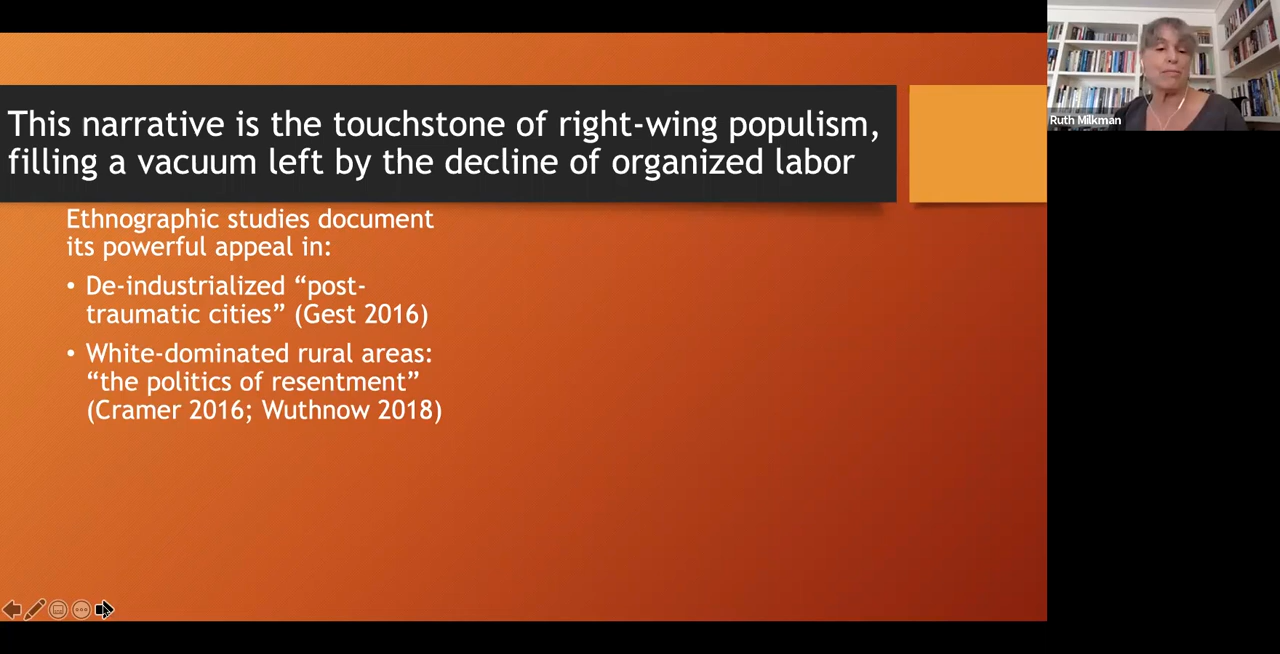 This narrative is the touchstone of right-wing populism,
filling a vacuum left by the decline of organized labor
Ethnographic studies document
its powerful appeal in:
• De-industrialized “post-
traumatic cities” (Gest 2016)
• White-dominated rural areas:
“the politics of resentment”
(Cramer 2016; Wuthnow 2018)
Ruth Milkman